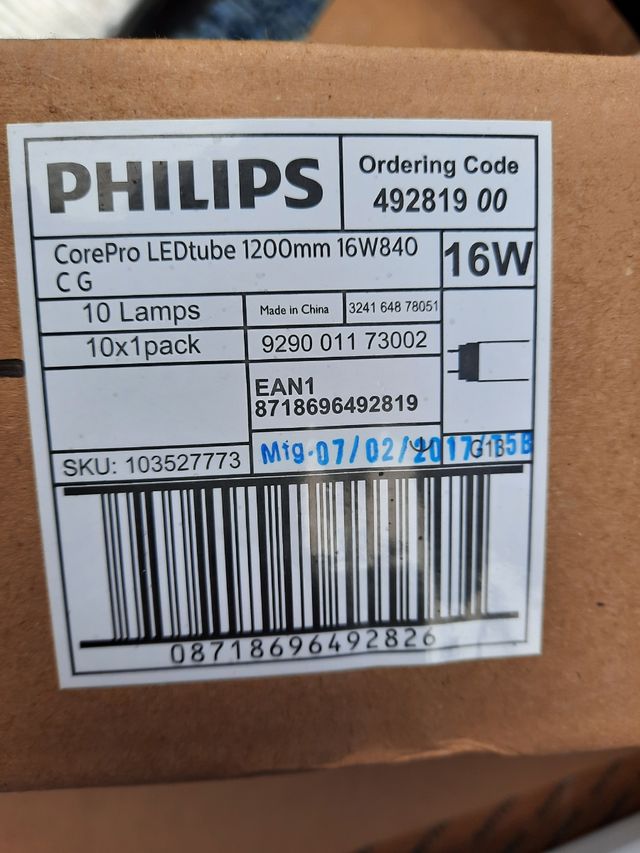 PHILIPS
Ordering Code
492819 00
CorePro LEDtube 1200mm 16W840
C G
16W
10 Lamps
Made in China
3241 648 78051
10x1pack
9290 011 73002
EAN1
8718696492819
SKU: 103527773
Mfg.07/02/2017
G13
08718696492826